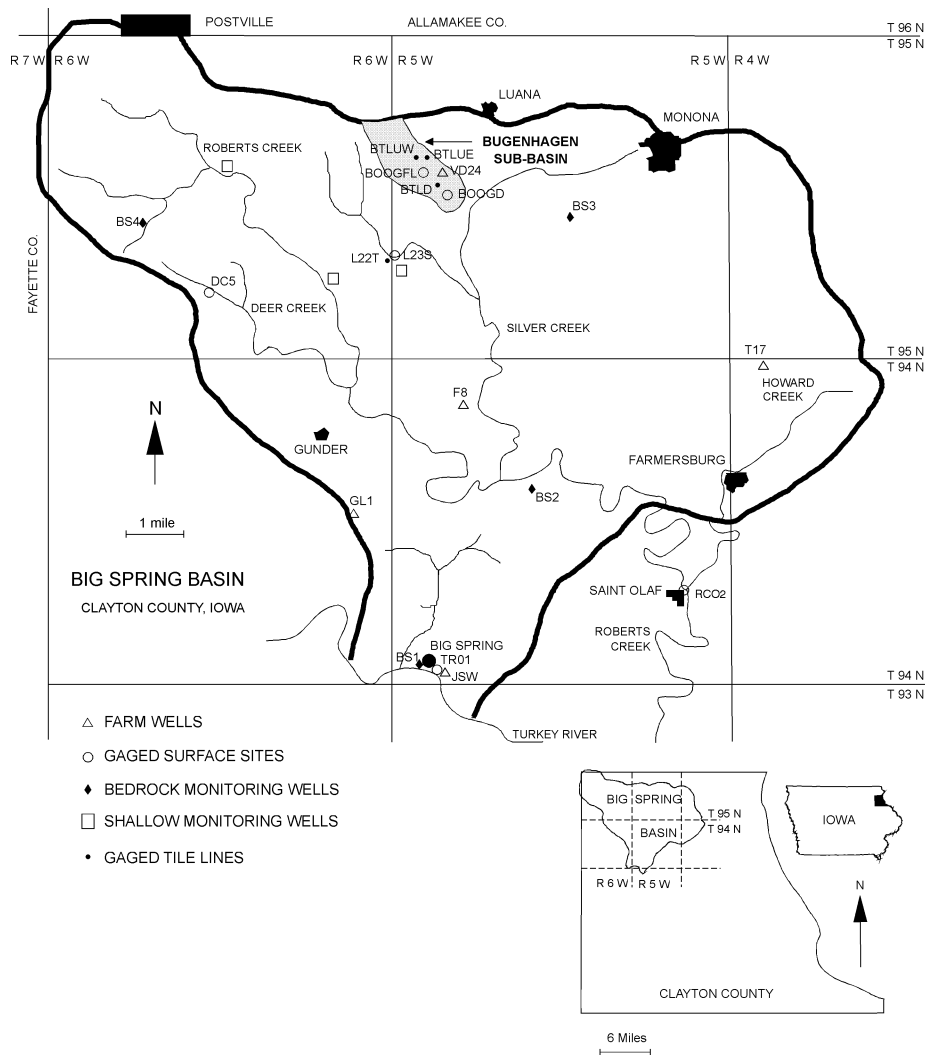 POSTVILLE
ALLAMAKEE CO.
T 96 N
T 95 N
R 7 W
R 6 W
R 6 W
R 5 W
R 5 W
R 4 W
LUANA
MONONA
ROBERTS CREEK
BUGENHAGEN
SUB-BASIN
BTLUW
BTLUE
BOOGFL
VD24
BTLD
BOOGD
BS4
BS3
FAYETTE CO.
L22T
L23S
DC5
DEER CREEK
SILVER CREEK
T 95 N
T 94 N
T17
HOWARD
CREEK
F8
N
GUNDER
FARMERSBURG
GL1
BS2
1 mile
BIG SPRING BASIN
CLAYTON COUNTY, IOWA
SAINT OLAF
RCO2
ROBERTS
CREEK
BIG SPRING
BS1
TR01
JSW
T 94 N
T 93 N
TURKEY RIVER
FARM WELLS
GAGED SURFACE SITES
BEDROCK MONITORING WELLS
SHALLOW MONITORING WELLS
GAGED TILE LINES
BIG SPRING
BASIN
T 95 N
T 94 N
R 6 W
R 5 W
IOWA
N
CLAYTON COUNTY
6 Miles